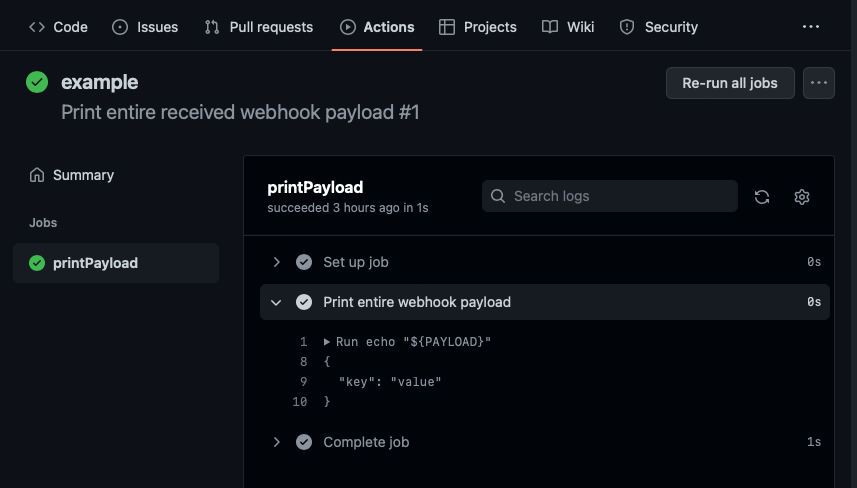 Code Issues Pull requests Actions Projects Wiki Security ...
example
Re-run all jobs ...
Print entire received webhook payload #1
Summary
Jobs
printPayload
printPayload
succeeded 3 hours ago in 1s
Search logs
Set up job 0s
Print entire webhook payload 0s
1 Run echo "${PAYLOAD}"
8 {
9 "key": "value"
10 }
Complete job 1s